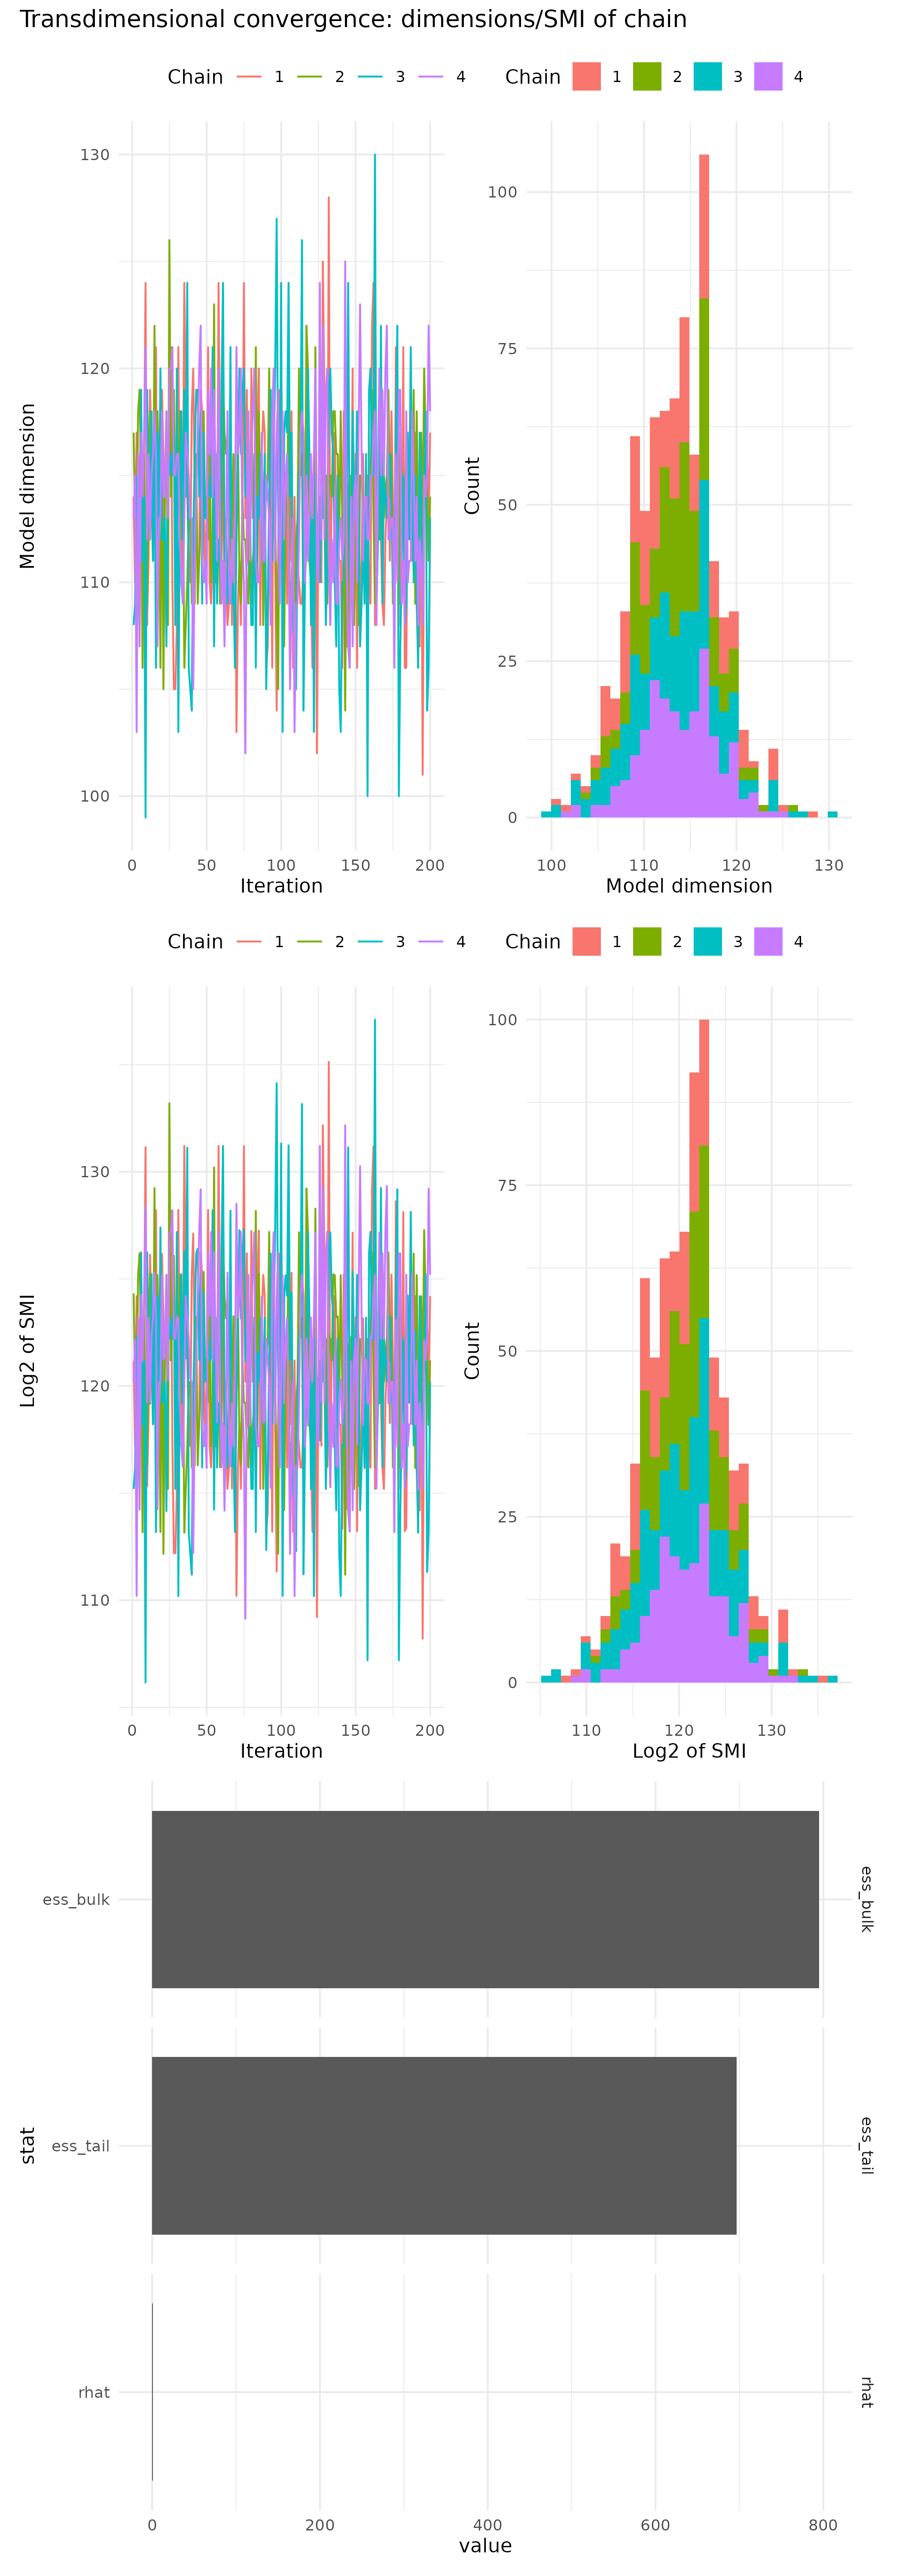 Transdimensional convergence: dimensions/SMI of chain
Chain 1 2 3 4
Chain 1 2 3 4
130
120
110
100
Model dimension
0 50 100 150 200
Iteration
100
75
50
25
0
Count
100 110 120 130
Model dimension
Chain 1 2 3 4
Chain 1 2 3 4
130
120
110
Log2 of SMI
0 50 100 150 200
Iteration
100
75
50
25
0
Count
110 120 130
Log2 of SMI
ess_bulk
ess_bulk
stat
ess_tail
ess_tail
rhat
rhat
0 200 400 600 800
value